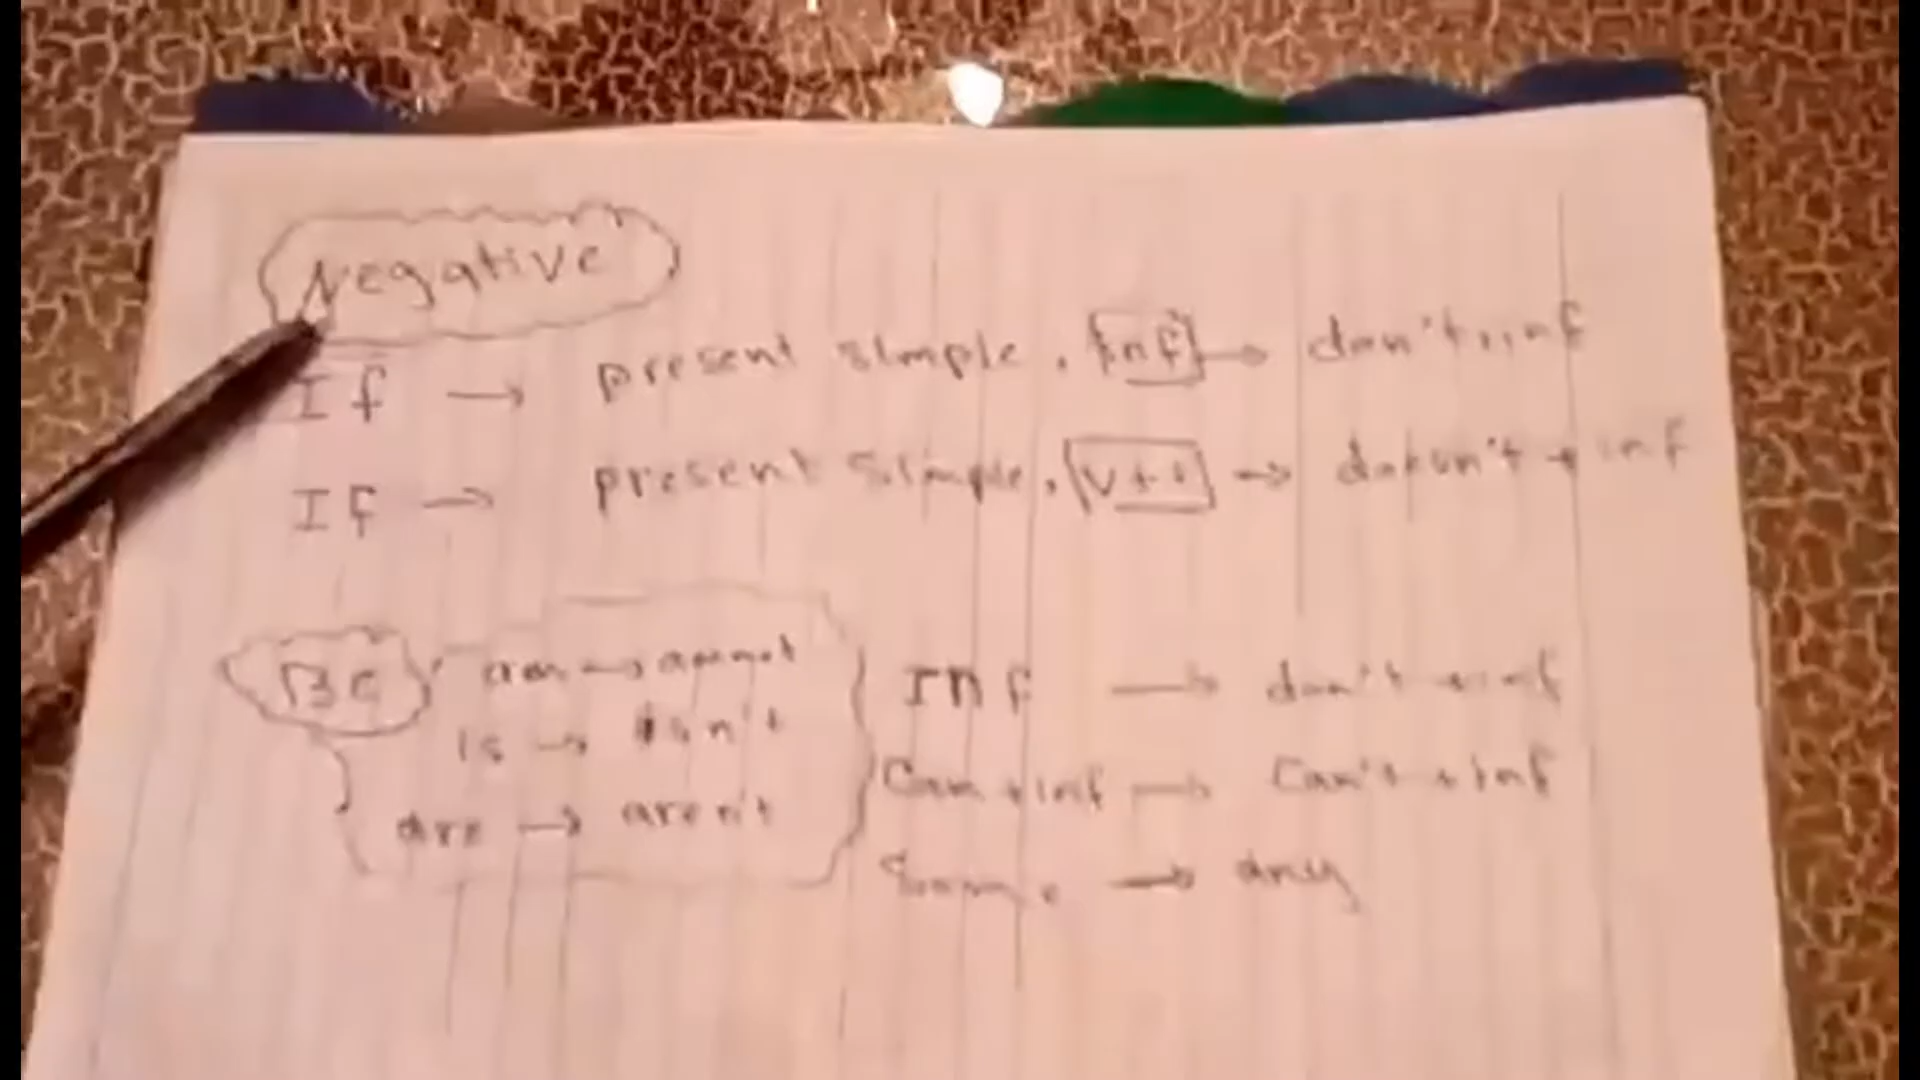 Negative
If → present simple. inf → don't + inf
If → present simple. V + s → doesn't + inf
Be
am → am not
is → isn't
are → aren't
Inf → don't + inf
Can + inf → Can't + inf
Some → any